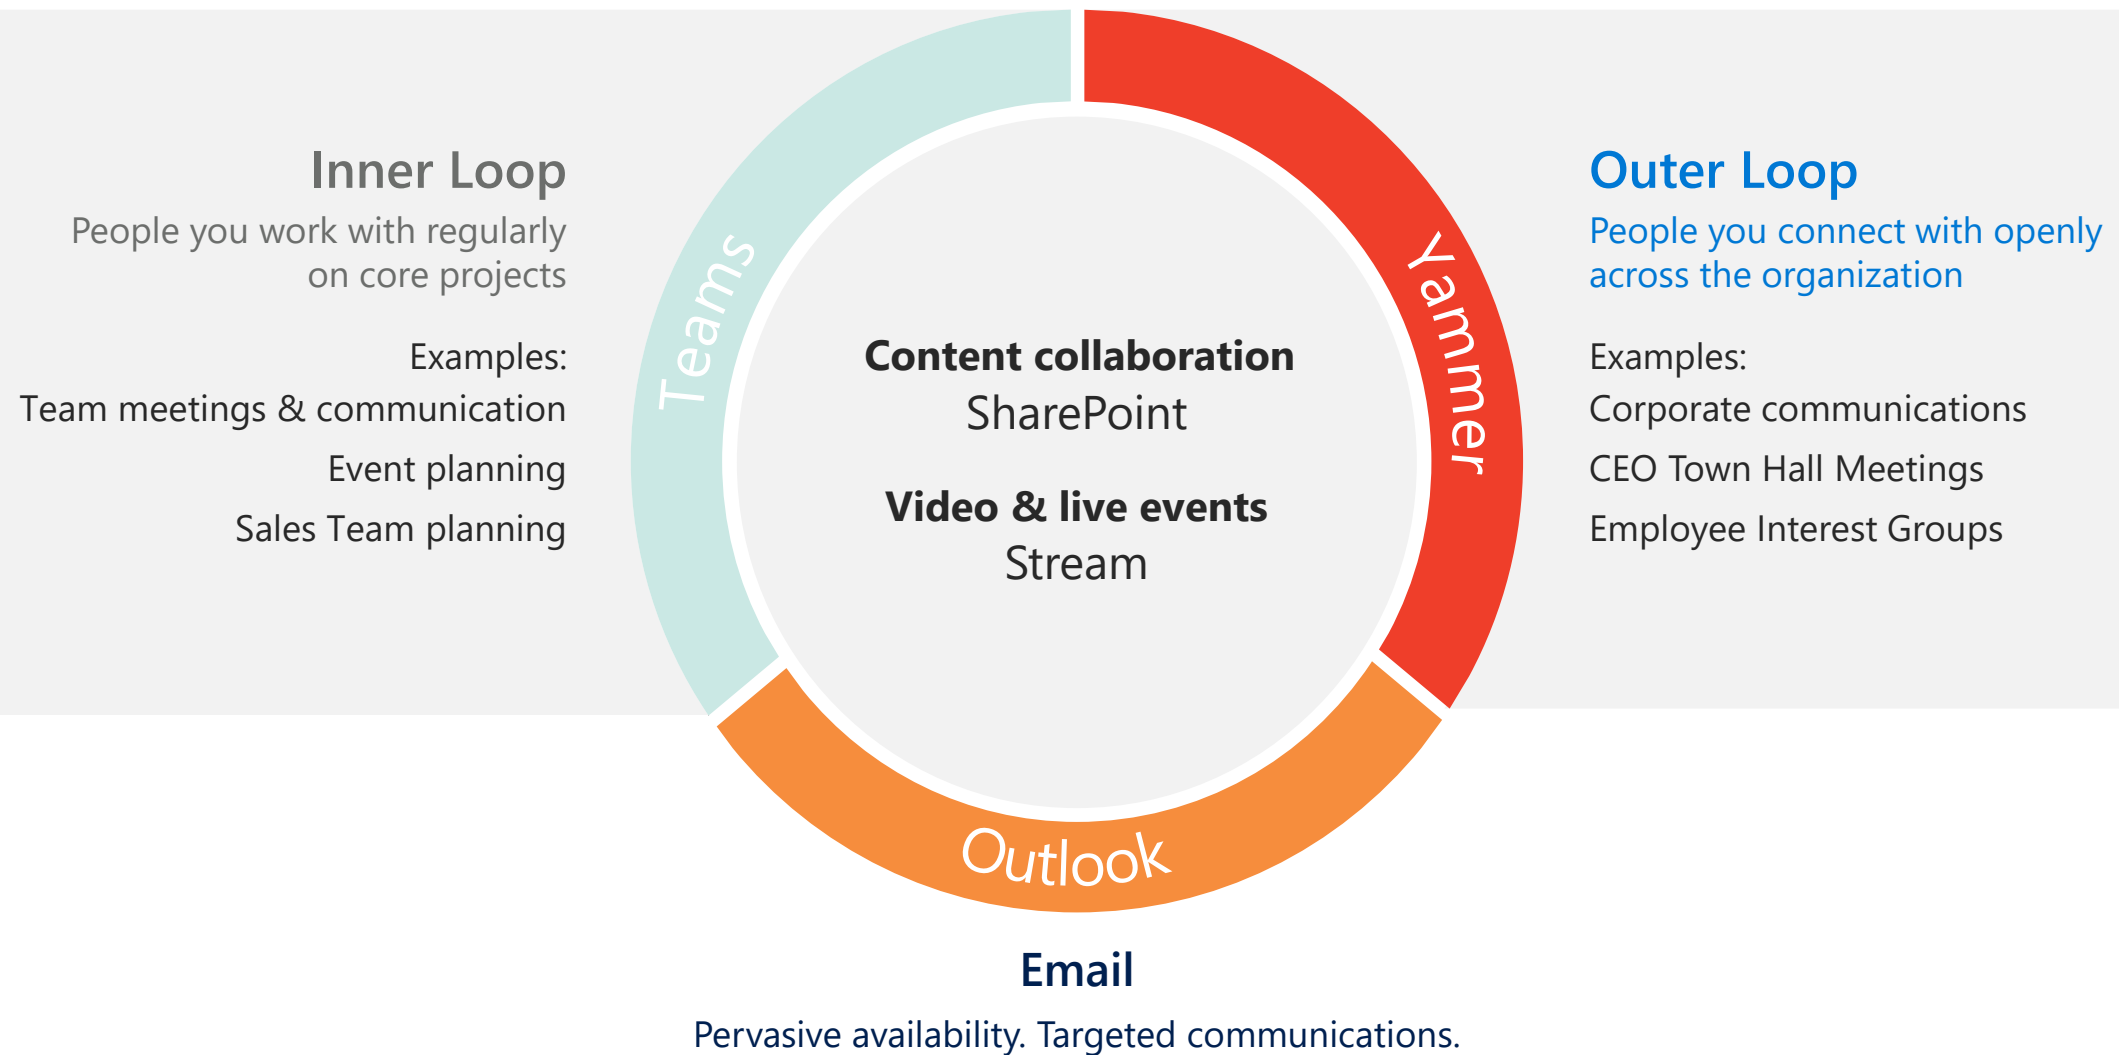 Inner Loop
People you work with regularly
on core projects
Examples:
Team meetings & communication
Event planning
Sales Team planning
Teams
Content collaboration
SharePoint
Video & live events
Stream
Yammer
Outer Loop
People you connect with openly
across the organization
Examples:
Corporate communications
CEO Town Hall Meetings
Employee Interest Groups
Outlook
Email
Pervasive availability. Targeted communications.